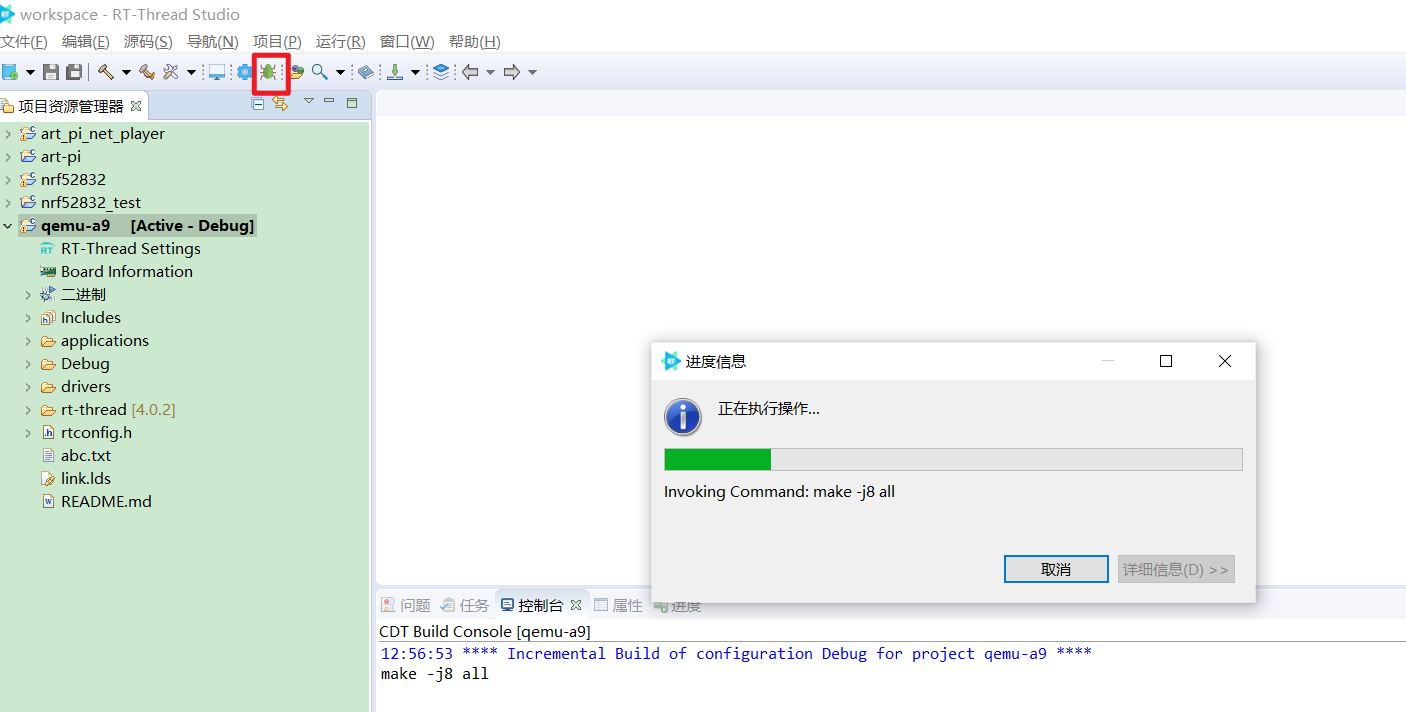 workspace - RT-Thread Studio
文件(F) 编辑(E) 源码(S) 导航(N) 项目(P) 运行(R) 窗口(W) 帮助(H)
项目资源管理器
art_pi_net_player
art-pi
nrf52832
nrf52832_test
qemu-a9 [Active - Debug]
RT-Thread Settings
Board Information
二进制
Includes
applications
Debug
drivers
rt-thread [4.0.2]
rtconfig.h
abc.txt
link.lds
README.md
进度信息
正在执行操作...
Invoking Command: make -j8 all
取消 详细信息(D) >>
问题 任务 控制台 属性 进度
CDT Build Console [qemu-a9]
12:56:53 **** Incremental Build of configuration Debug for project qemu-a9 ****
make -j8 all